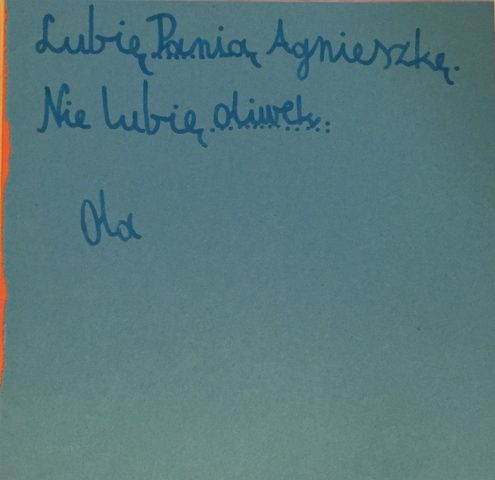 Lubię Panią Agnieszkę.
Nie lubię oliwek.
Ola